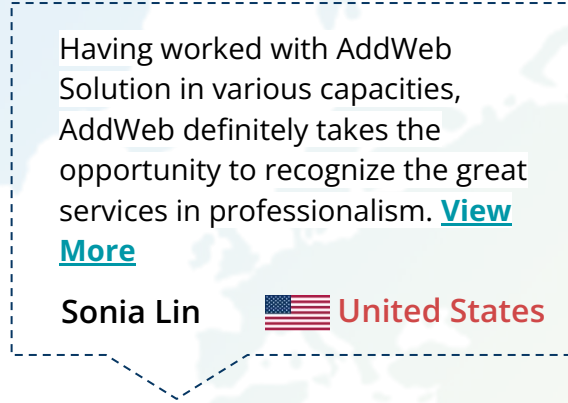 Having worked with AddWeb
Solution in various capacities,
AddWeb definitely takes the
opportunity to recognize the great
services in professionalism. View
More
Sonia Lin United States